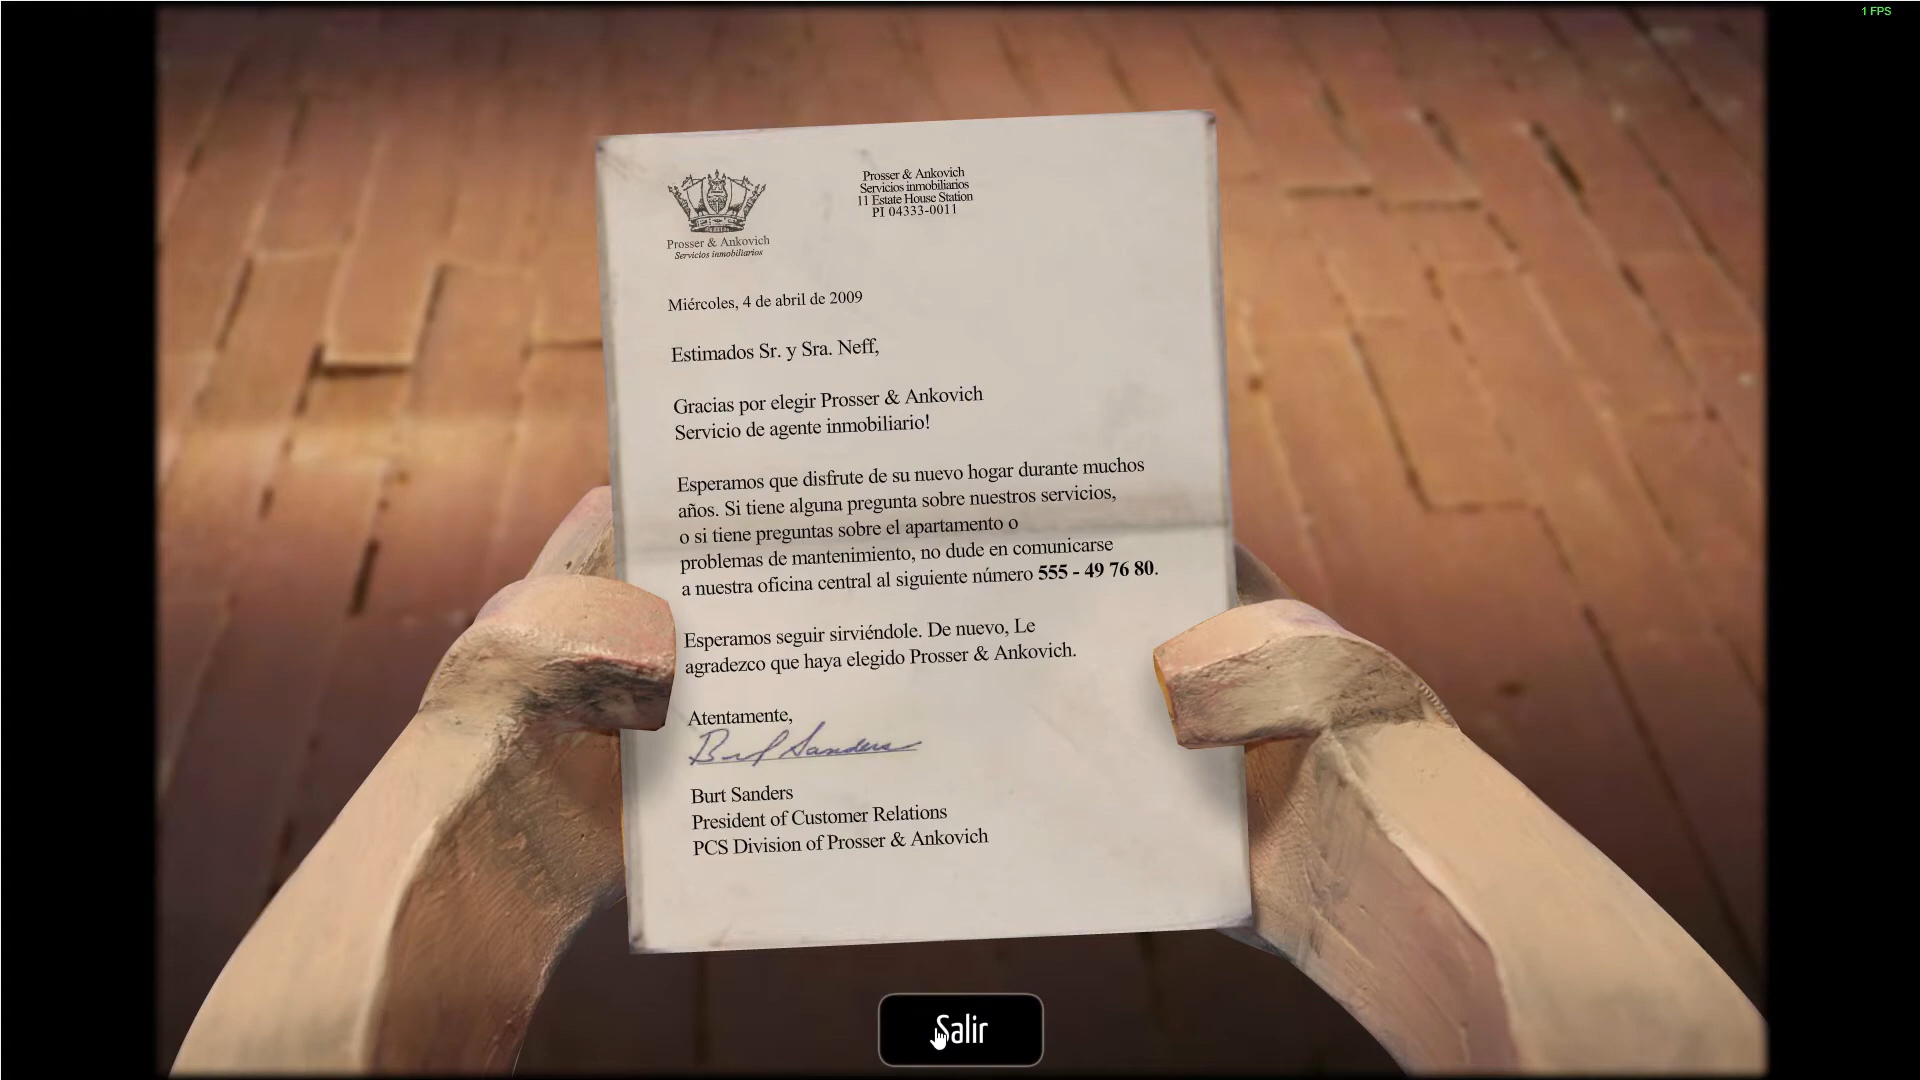 1 FPS
Prosser & Ankovich
Servicios inmobiliarios
Prosser & Ankovich
Servicios inmobiliarios
11 Estate House Station
PI 04333-0011
Miércoles, 4 de abril de 2009
Estimados Sr. y Sra. Neff,
Gracias por elegir Prosser & Ankovich
Servicio de agente inmobiliario!
Esperamos que disfrute de su nuevo hogar durante muchos
años. Si tiene alguna pregunta sobre nuestros servicios,
o si tiene preguntas sobre el apartamento o
problemas de mantenimiento, no dude en comunicarse
a nuestra oficina central al siguiente número 555 - 49 76 80.
Esperamos seguir sirviéndole. De nuevo, Le
agradezco que haya elegido Prosser & Ankovich.
Atentamente,
Burt Sanders
Burt Sanders
President of Customer Relations
PCS Division of Prosser & Ankovich
Salir